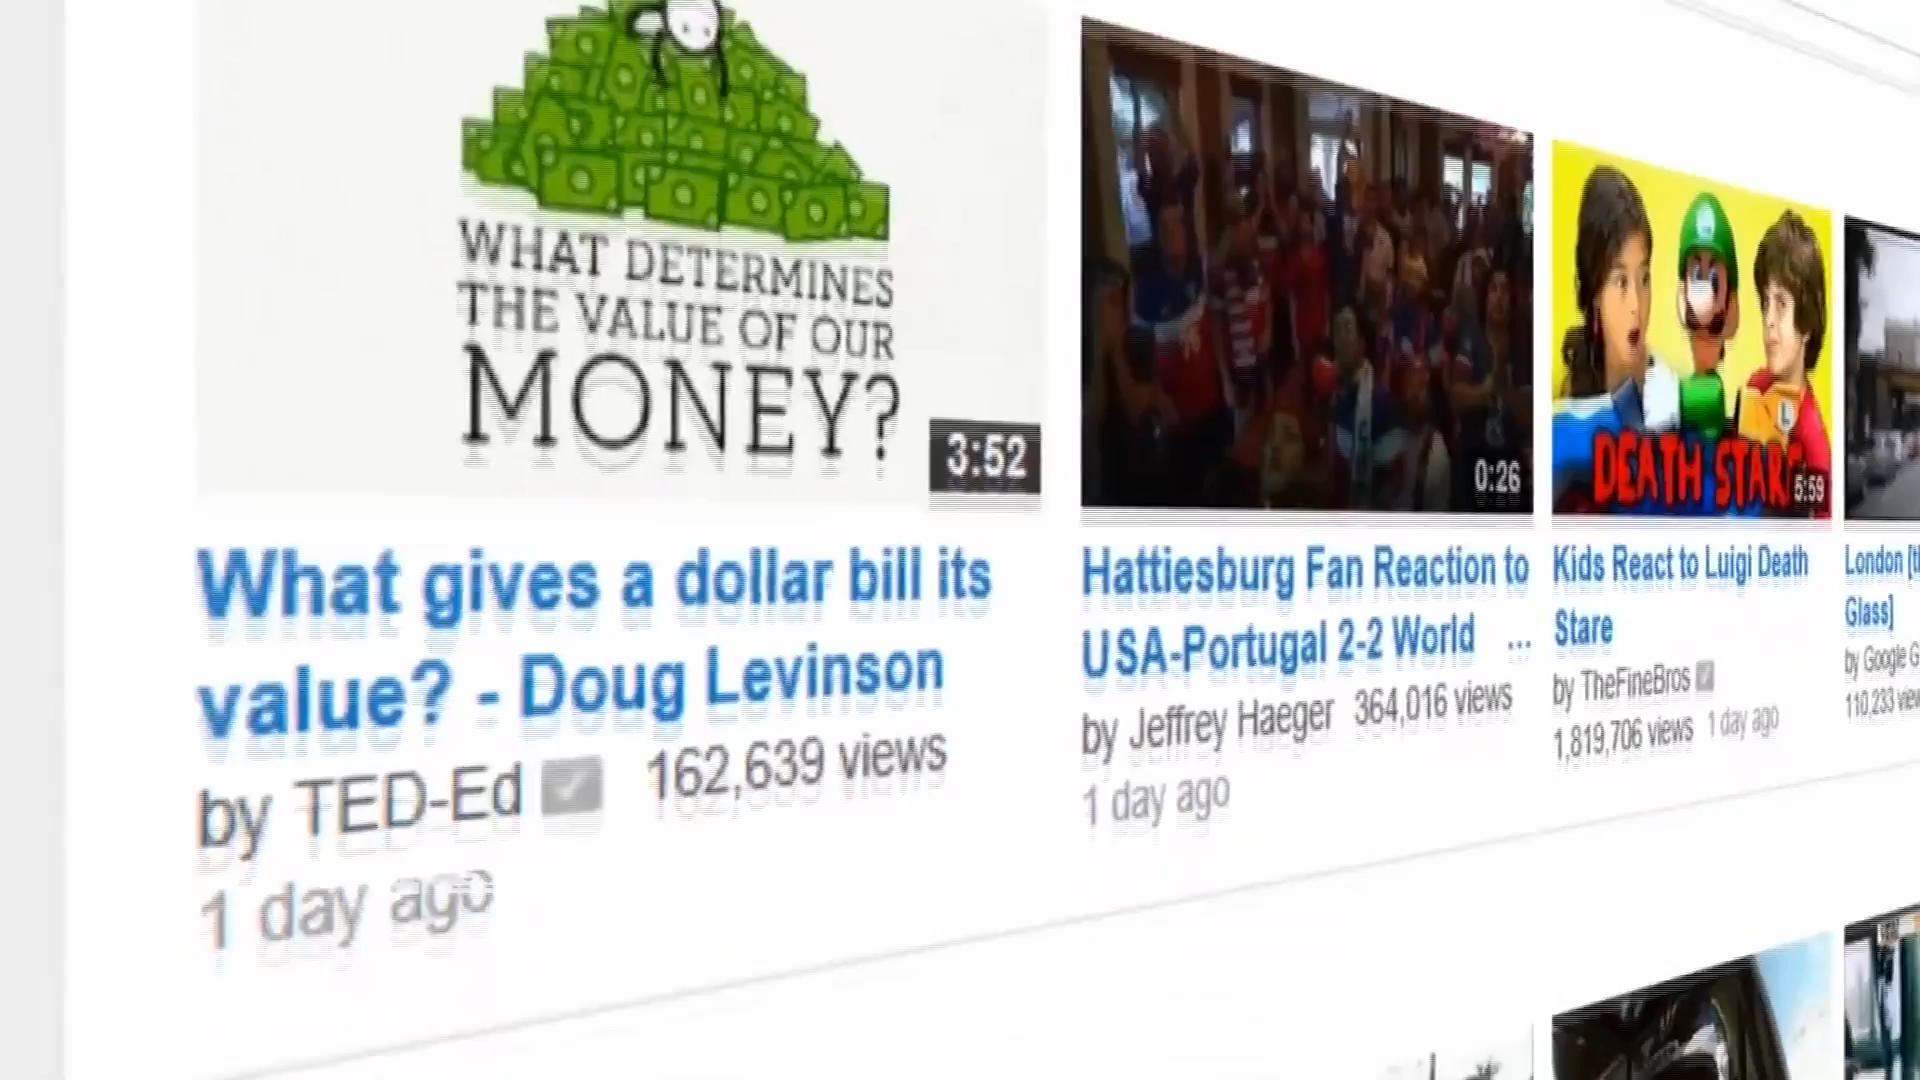 WHAT DETERMINES
THE VALUE OF OUR
MONEY?
3:52
What gives a dollar bill its
value? - Doug Levinson
by TED-Ed 162,639 views
1 day ago
0:26
Hattiesburg Fan Reaction to
USA-Portugal 2-2 World ...
by Jeffrey Haeger 364,016 views
1 day ago
DEATH STARE
5:59
Kids React to Luigi Death
Stare
by TheFineBros
1,819,706 views 1 day ago
London
Glass]
by Google
110,233